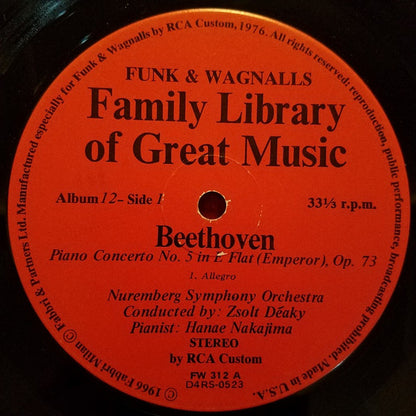 © 1966 Fabbri Milan © Fabbri & Partners Ltd. Manufactured especially for Funk & Wagnalls by RCA Custom, 1976. All rights reserved: reproduction, public performance, broadcasting prohibited Made in U.S.A.
FUNK & WAGNALLS
Family Library
of Great Music
Album 12 - Side 1
33⅓ r.p.m.
Beethoven
Piano Concerto No. 5 in E Flat (Emperor), Op. 73
1. Allegro
Nuremberg Symphony Orchestra
Conducted by: Zsolt Déaky
Pianist: Hanae Nakajima
STEREO
by RCA Custom
FW 312 A
D4RS-0523